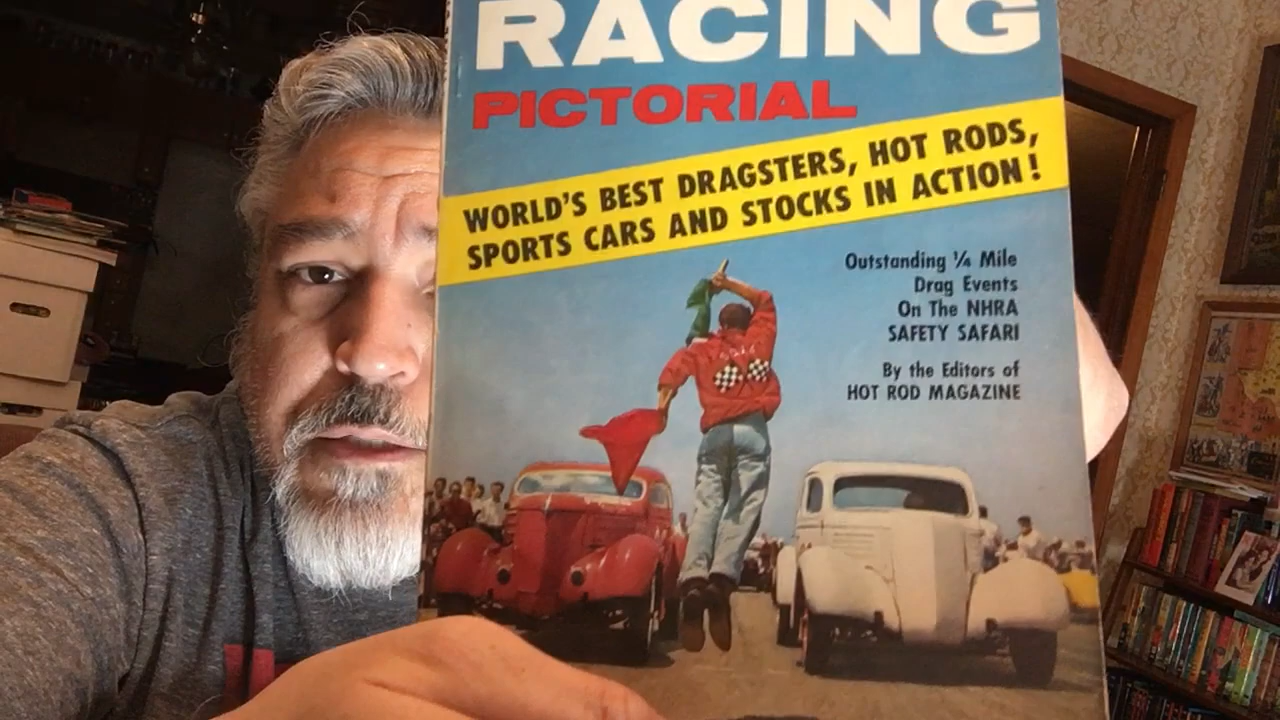 RACING
PICTORIAL
WORLD'S BEST DRAGSTERS, HOT RODS,
SPORTS CARS AND STOCKS IN ACTION!
Outstanding ¼ Mile
Drag Events
On The NHRA
SAFETY SAFARI
By the Editors of
HOT ROD MAGAZINE